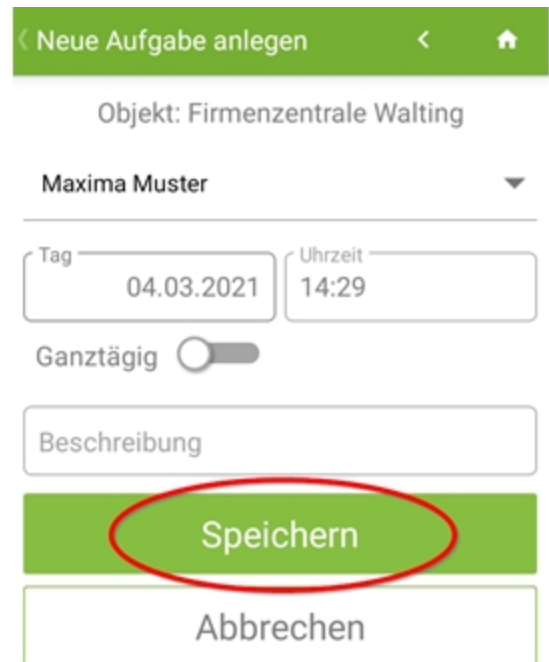 Neue Aufgabe anlegen
Objekt: Firmenzentrale Walting
Maxima Muster
Tag Uhrzeit
04.03.2021 14:29
Ganztägig
Beschreibung
Speichern
Abbrechen